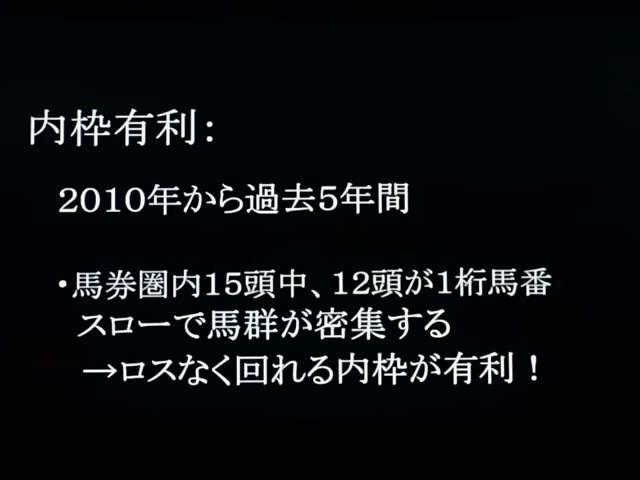 内枠有利：
2010年から過去5年間
・馬券圏内15頭中、12頭が1桁馬番
スローで馬群が密集する
→ロスなく回れる内枠が有利！